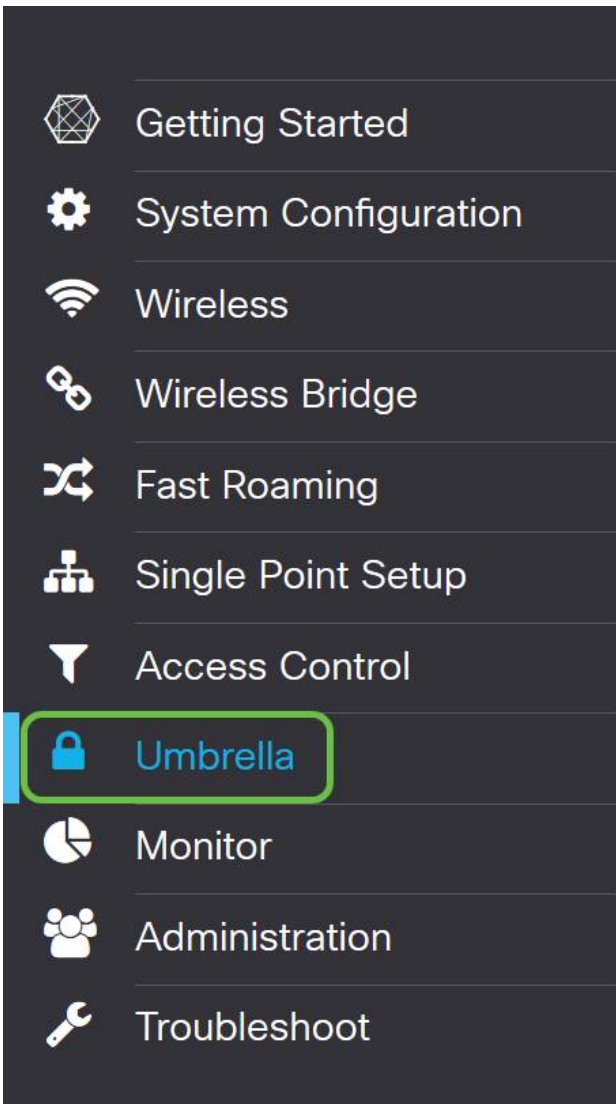 Getting Started
System Configuration
Wireless
Wireless Bridge
Fast Roaming
Single Point Setup
Access Control
Umbrella
Monitor
Administration
Troubleshoot